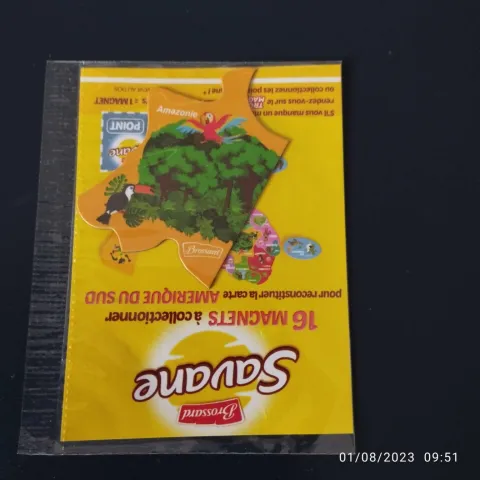 Brossard
Savane
16 MAGNETS à collectionner
pour reconstituer la carte AMERIQUE DU SUD
Brossard
Amazonie
POINT
S'il vous manque un
rendez-vous sur le
= 1 MAGNET
ou collectionnez les
01/08/2023 09:51